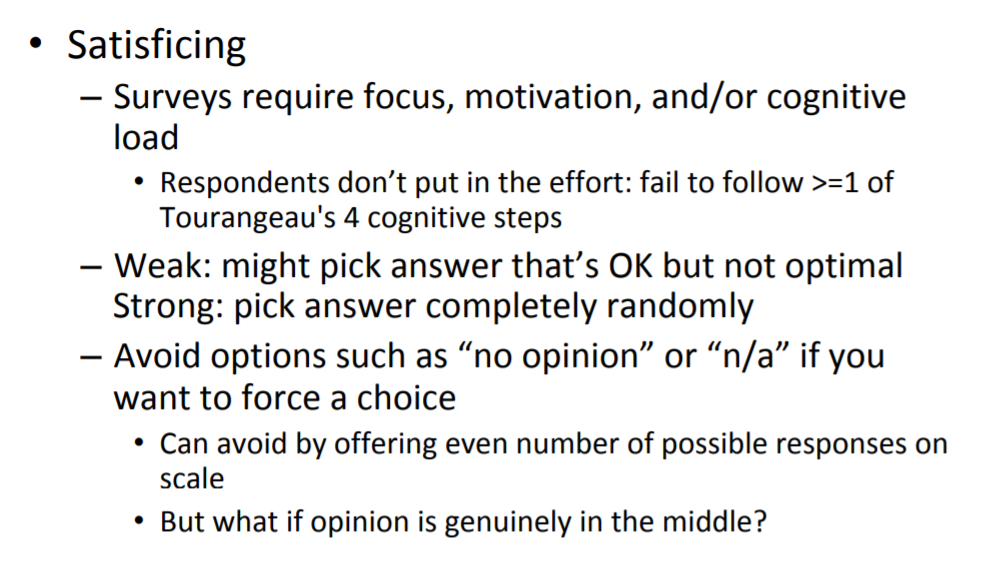 • Satisficing
– Surveys require focus, motivation, and/or cognitive
load
• Respondents don’t put in the effort: fail to follow >=1 of
Tourangeau's 4 cognitive steps
– Weak: might pick answer that’s OK but not optimal
Strong: pick answer completely randomly
– Avoid options such as “no opinion” or “n/a” if you
want to force a choice
• Can avoid by offering even number of possible responses on
scale
• But what if opinion is genuinely in the middle?